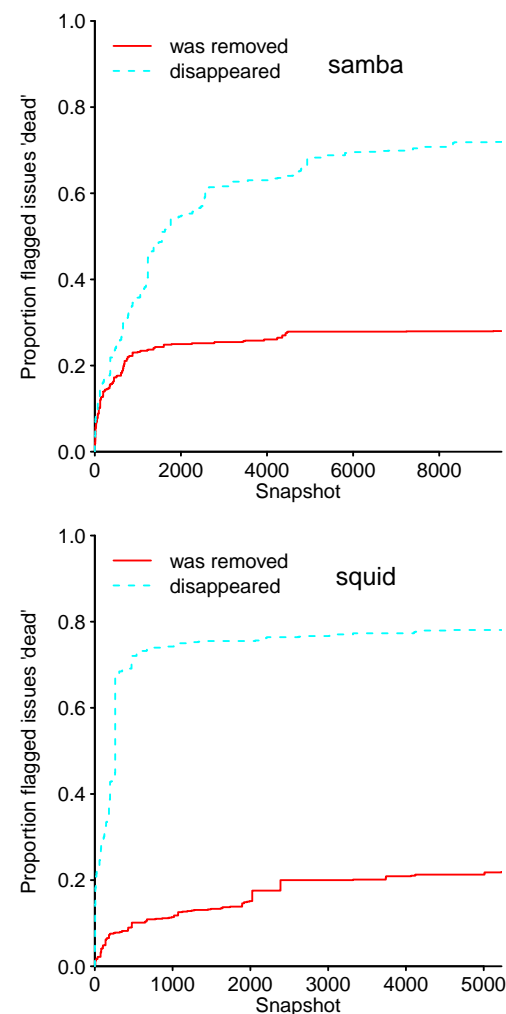 1.0
was removed
disappeared
samba
0.8
0.6
0.4
0.2
0.0
Proportion flagged issues 'dead'
0 2000 4000 6000 8000
Snapshot
1.0
was removed
disappeared
squid
0.8
0.6
0.4
0.2
0.0
Proportion flagged issues 'dead'
0 1000 2000 3000 4000 5000
Snapshot